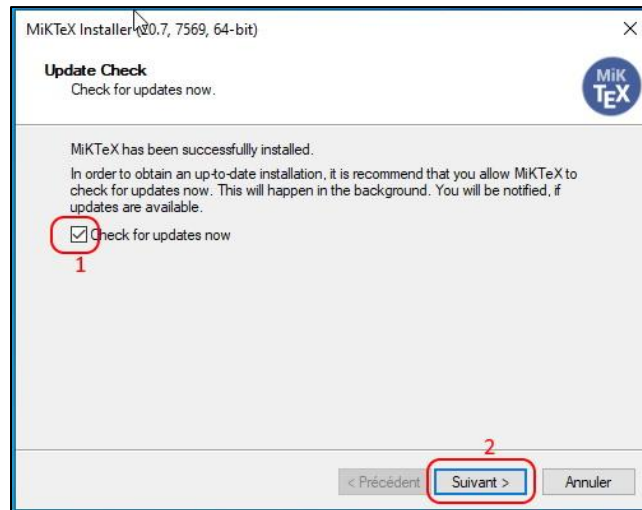 MiKTeX Installer (20.7, 7569, 64-bit)
Update Check
Check for updates now.
MiK
TEX
MiKTeX has been successfullly installed.
In order to obtain an up-to-date installation, it is recommend that you allow MiKTeX to
check for updates now. This will happen in the background. You will be notified, if
updates are available.
Check for updates now
1
2
< Précédent Suivant > Annuler